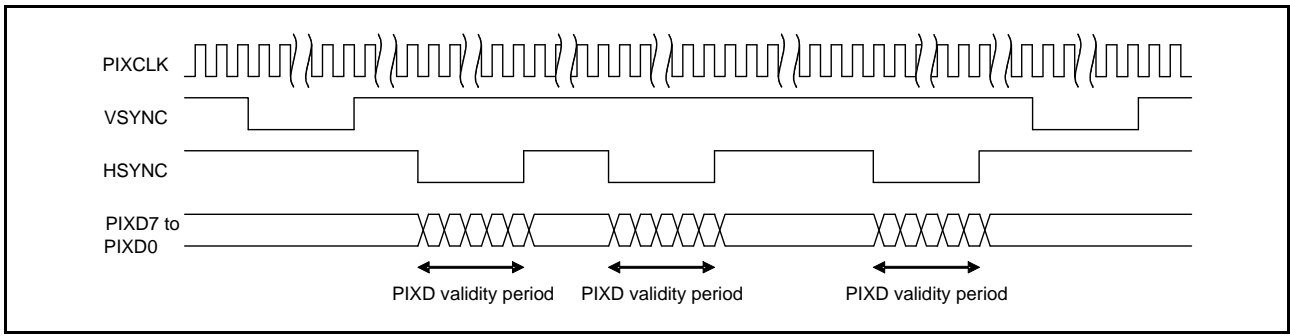 PIXCLK
VSYNC
HSYNC
PIXD7 to
PIXD0
PIXD validity period
PIXD validity period
PIXD validity period